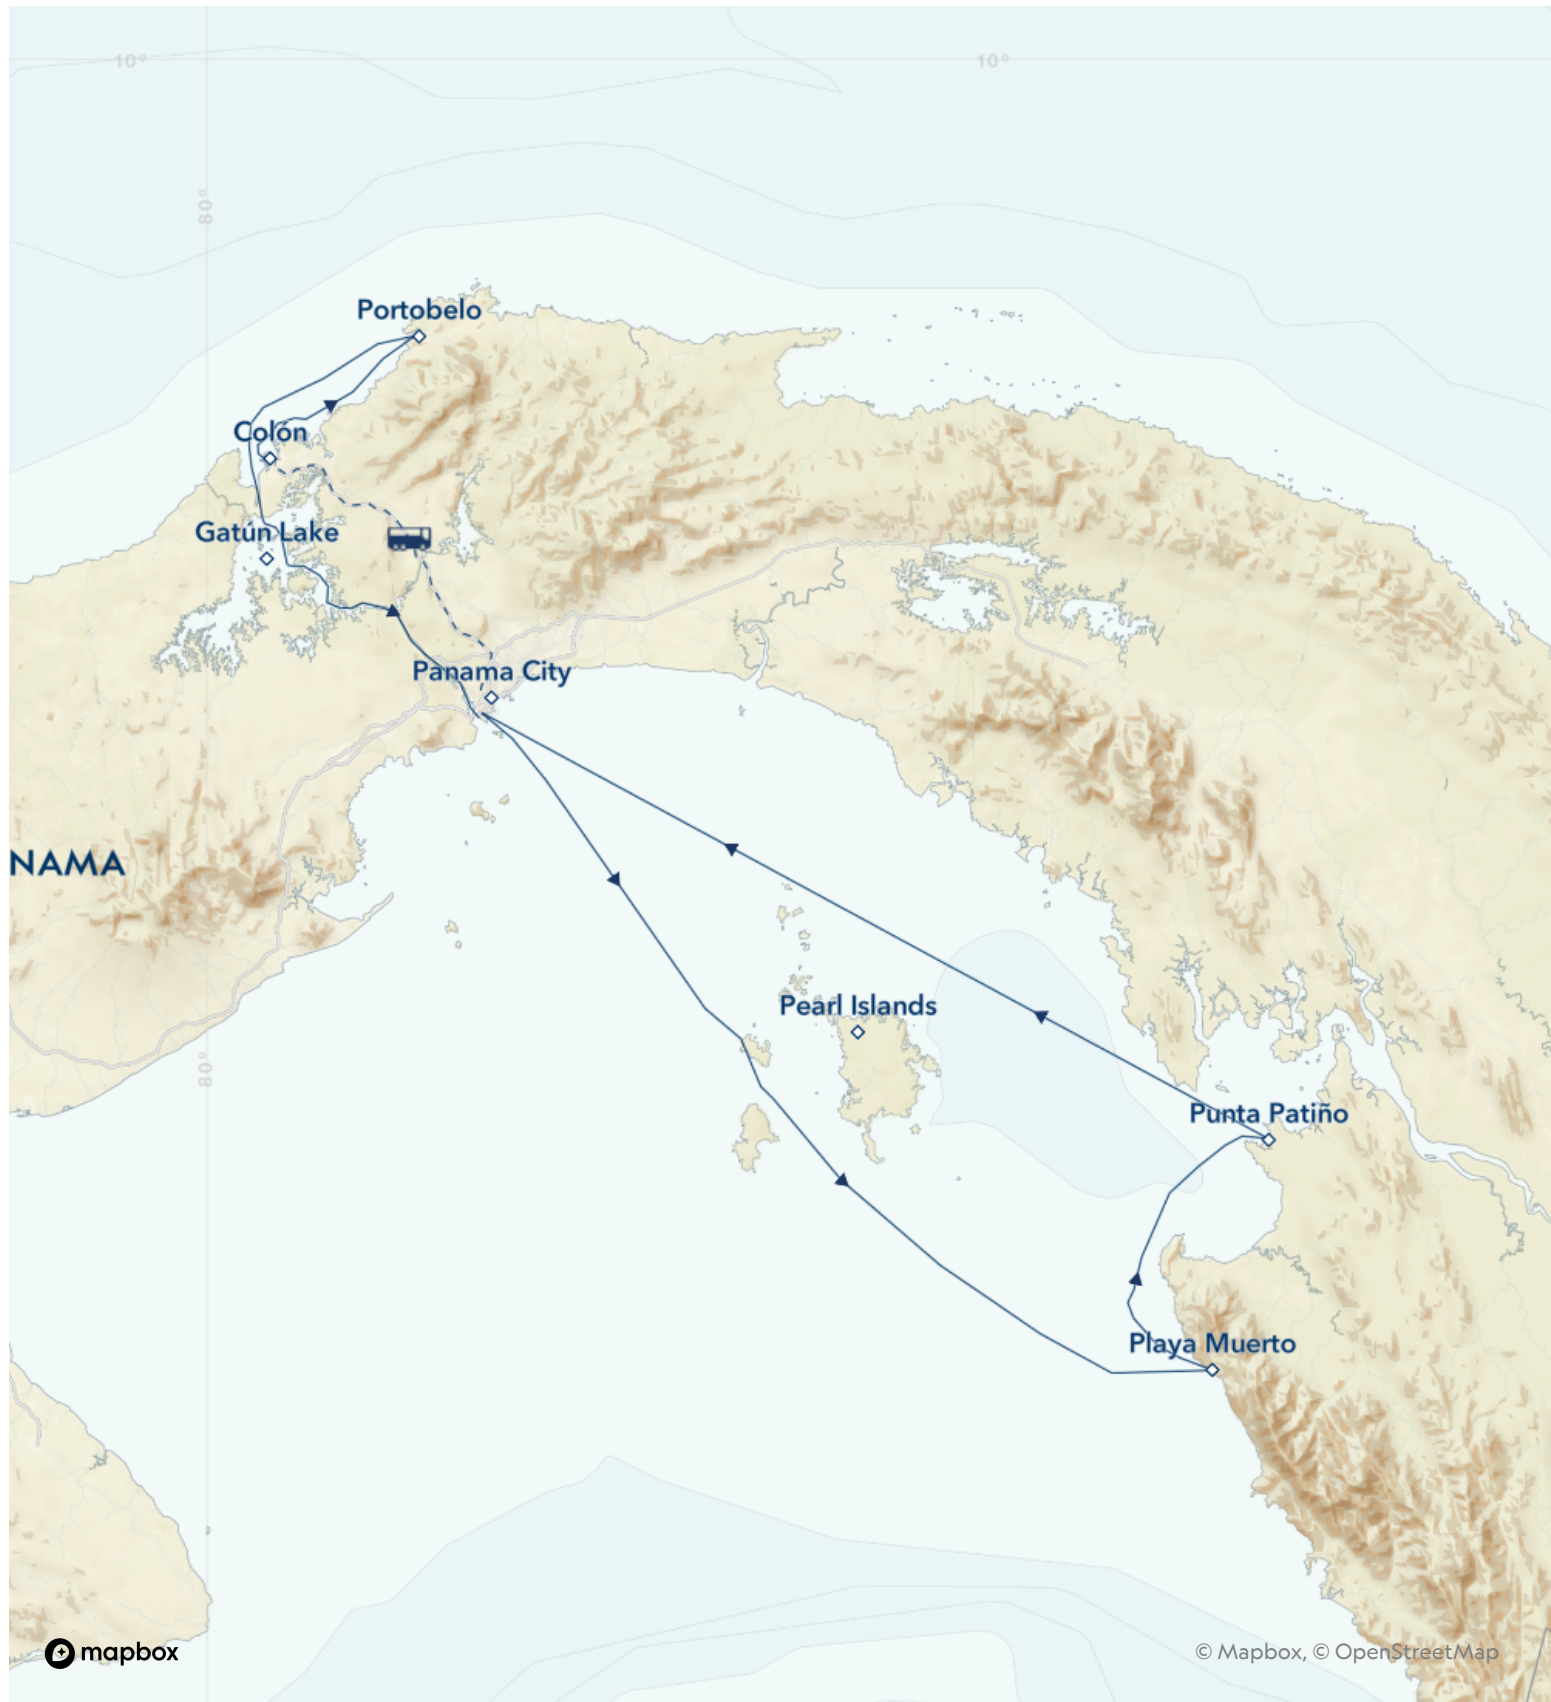 10°
10°
80°
Portobelo
Colón
Gatún Lake
Panama City
NAMA
Pearl Islands
80°
Punta Patiño
Playa Muerto
mapbox
© Mapbox, © OpenStreetMap